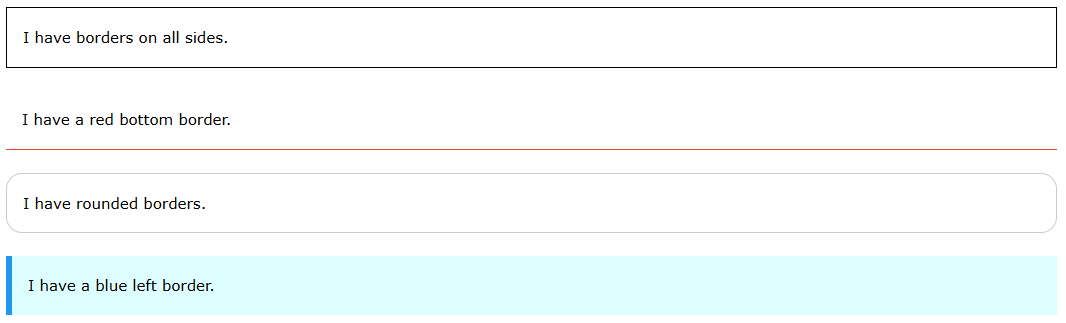 I have borders on all sides.
I have a red bottom border.
I have rounded borders.
I have a blue left border.